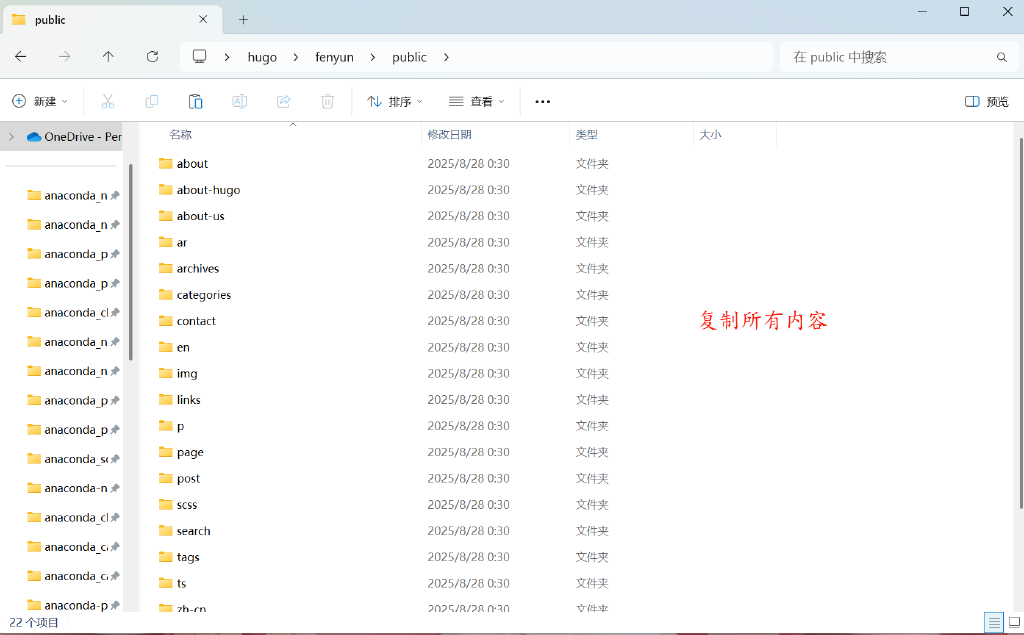 public
hugo fenyun public 在 public 中搜索
新建 排序 查看 预览
OneDrive - Per
名称 修改日期 类型 大小
about 2025/8/28 0:30 文件夹
anaconda_n about-hugo 2025/8/28 0:30 文件夹
anaconda_n about-us 2025/8/28 0:30 文件夹
anaconda_p ar 2025/8/28 0:30 文件夹
anaconda_p archives 2025/8/28 0:30 文件夹
anaconda_cl categories 2025/8/28 0:30 文件夹
复制所有内容
anaconda_n contact 2025/8/28 0:30 文件夹
anaconda_n en 2025/8/28 0:30 文件夹
anaconda_p img 2025/8/28 0:30 文件夹
anaconda_p links 2025/8/28 0:30 文件夹
p 2025/8/28 0:30 文件夹
anaconda_sc page 2025/8/28 0:30 文件夹
anaconda-n post 2025/8/28 0:30 文件夹
anaconda_cl scss 2025/8/28 0:30 文件夹
anaconda_ca search 2025/8/28 0:30 文件夹
anaconda_ca tags 2025/8/28 0:30 文件夹
ts 2025/8/28 0:30 文件夹
anaconda-p zh-cn 2025/8/28 0:30 文件夹
22 个项目